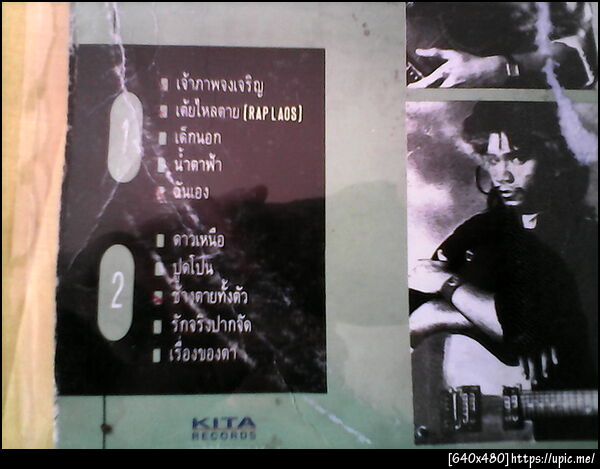 1
เจ้าภาพจงเจริญ
เต้ยไหลตาย (RAP LAOS)
เด็กนอก
น้ำตาฟ้า
ฉันเอง
2
ดาวเหนือ
ปูดโปน
ช้างตายทั้งตัว
รักจริงปากจัด
เรื่องของตา
KITA
RECORDS
[640x480]https://upic.me/